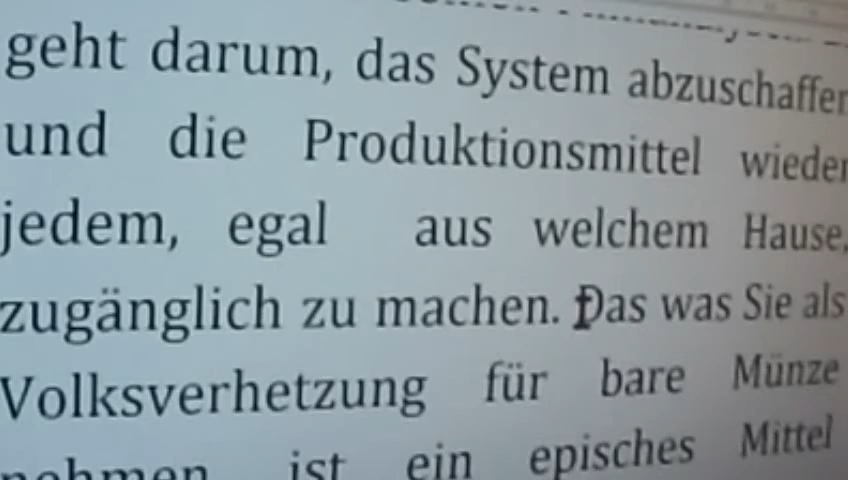 geht darum, das System abzuschaffen
und die Produktionsmittel wieder
jedem, egal aus welchem Hause,
zugänglich zu machen. Das was Sie als
Volksverhetzung für bare Münze
nehmen ist ein episches Mittel